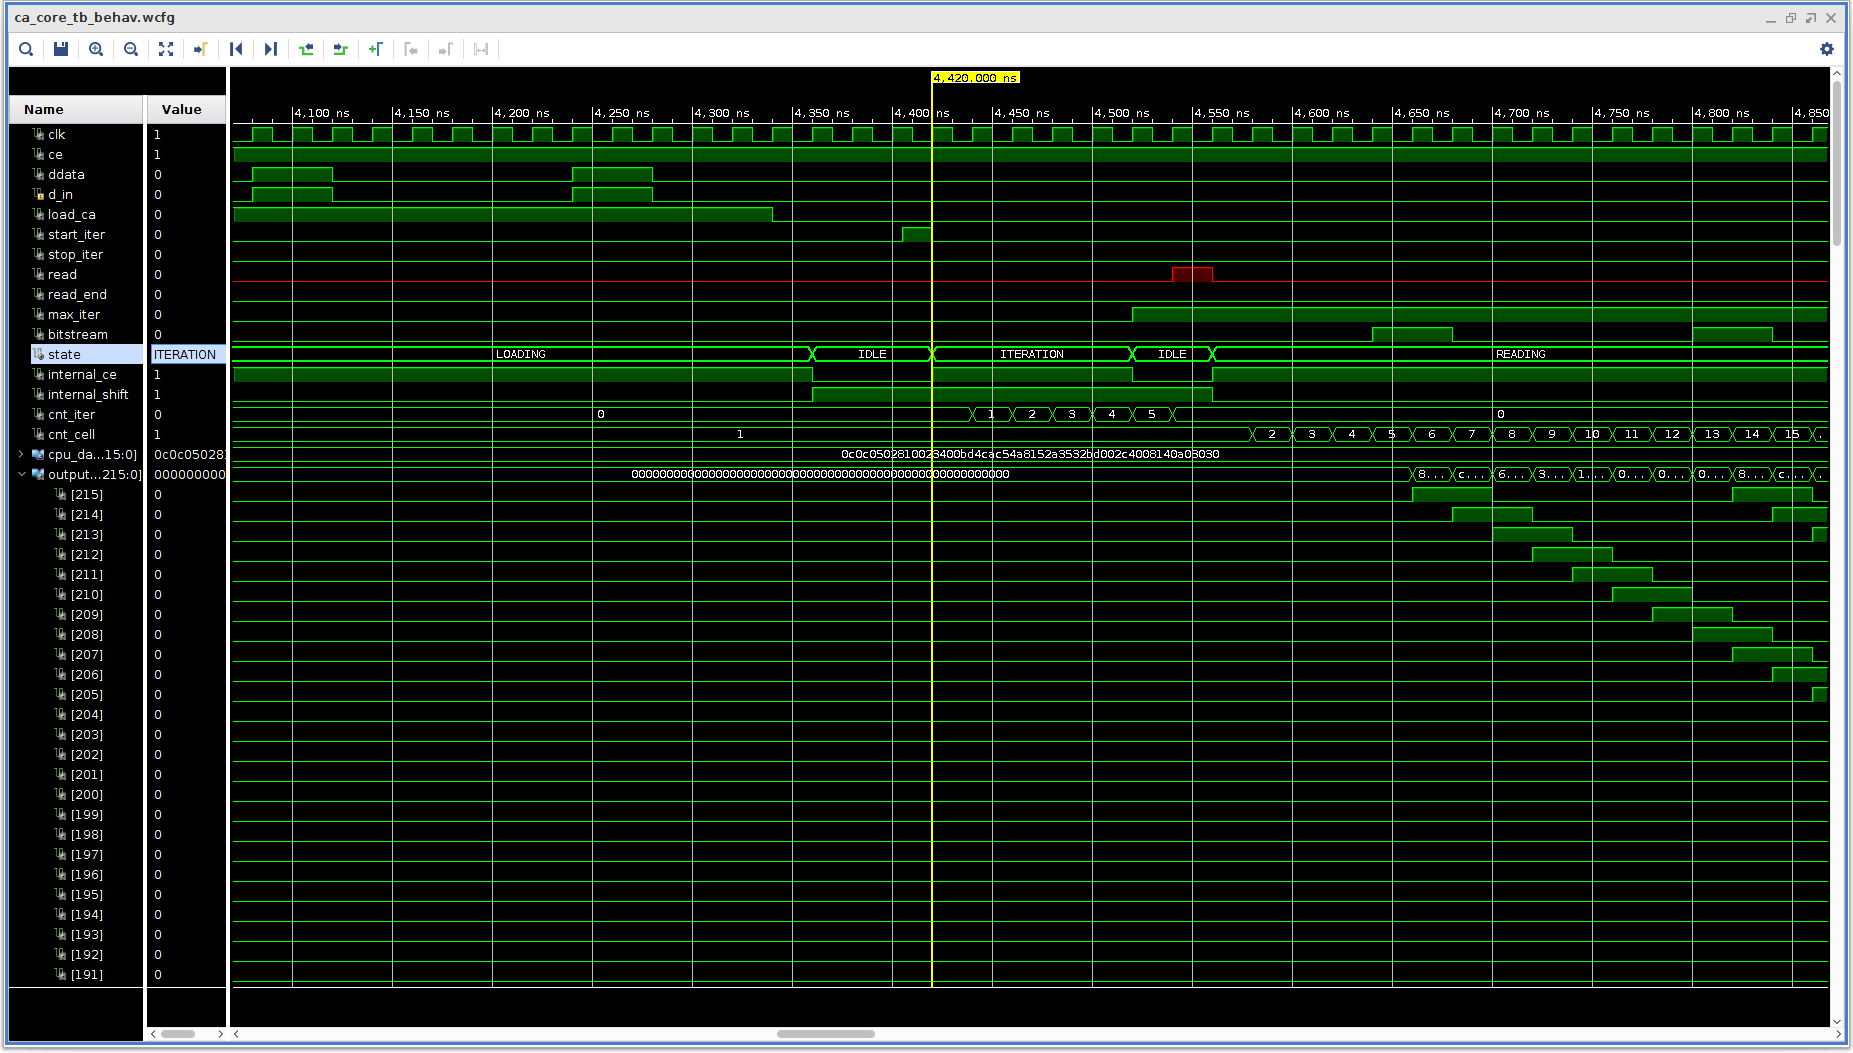 ca_core_tb_behav.wcfg
4,420.000 ns
Name Value
4,100 ns 4,150 ns 4,200 ns 4,250 ns 4,300 ns 4,350 ns 4,400 ns 4,450 ns 4,500 ns 4,550 ns 4,600 ns 4,650 ns 4,700 ns 4,750 ns 4,800 ns 4,850
clk 1
ce 1
ddata 0
d_in 0
load_ca 0
start_iter 0
stop_iter 0
read 0
read_end 0
max_iter 0
bitstream 0
state ITERATION LOADING IDLE ITERATION IDLE READING
internal_ce 1
internal_shift 1
cnt_iter 0 0 1 2 3 4 5 0
cnt_cell 1 1 2 3 4 5 6 7 8 9 10 11 12 13 14 15 .
cpu_da...15:0] 0c0c05028
output...215:0] 000000000 8... c... 6... 3... 1... 0... 0... 0... 8... c... .
[215] 0
[214] 0
[213] 0
[212] 0
[211] 0
[210] 0
[209] 0
[208] 0
[207] 0
[206] 0
[205] 0
[204] 0
[203] 0
[202] 0
[201] 0
[200] 0
[199] 0
[198] 0
[197] 0
[196] 0
[195] 0
[194] 0
[193] 0
[192] 0
[191] 0